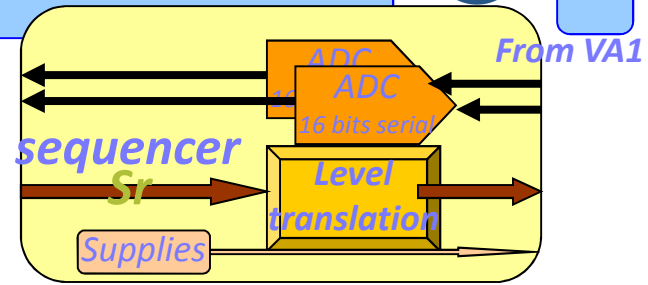 ADC
From VA1
ADC
16 bits serial
sequencer
Sr
Level
translation
Supplies